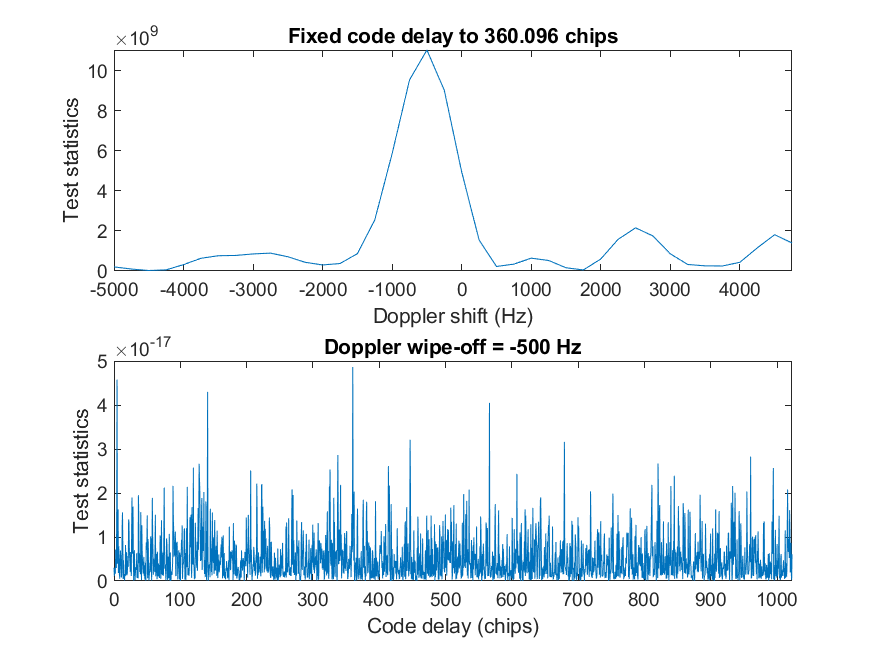 ×10^9
Fixed code delay to 360.096 chips
10
8
6
4
2
0
Test statistics
-5000 -4000 -3000 -2000 -1000 0 1000 2000 3000 4000
Doppler shift (Hz)
×10^-17
Doppler wipe-off = -500 Hz
5
4
3
2
1
0
Test statistics
0 100 200 300 400 500 600 700 800 900 1000
Code delay (chips)